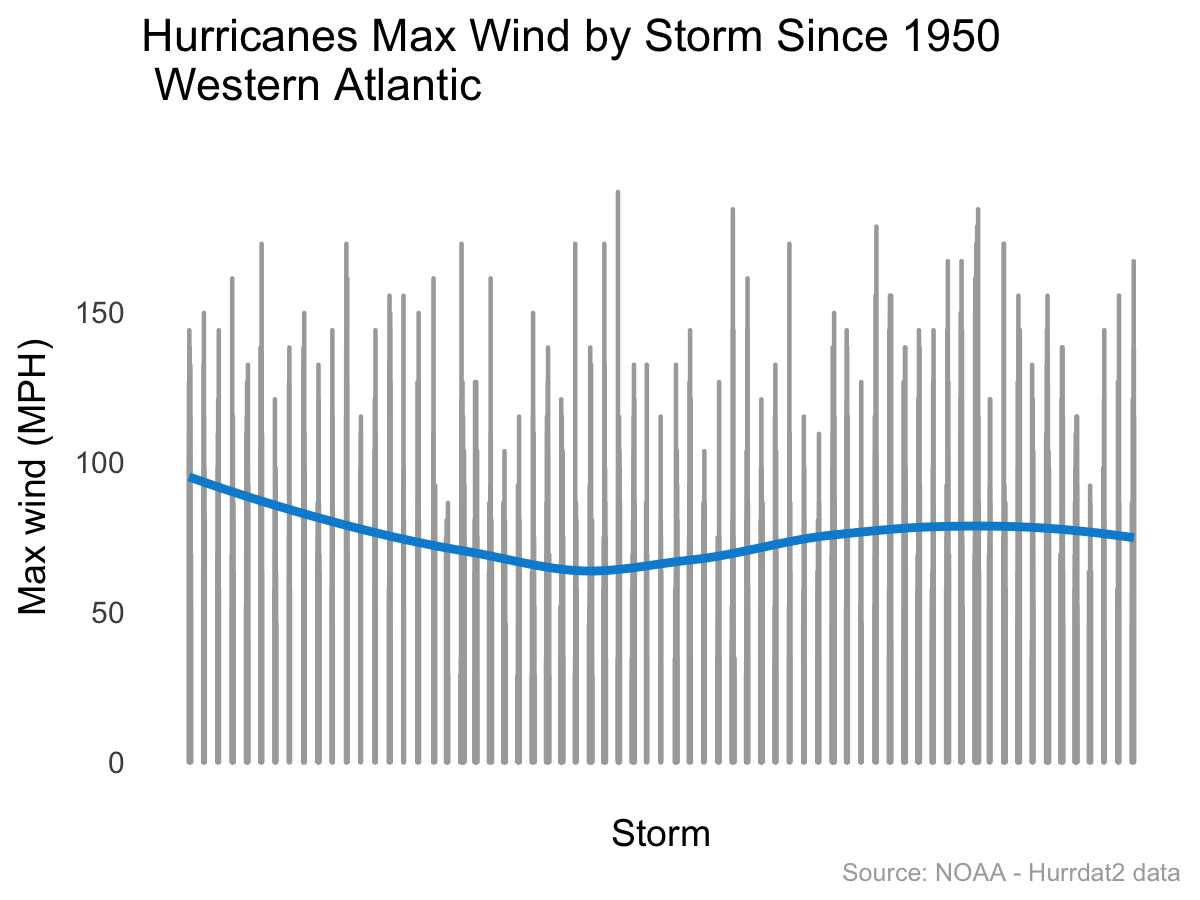 Hurricanes Max Wind by Storm Since 1950
Western Atlantic
Max wind (MPH)
150
100
50
0
Storm
Source: NOAA - Hurrdat2 data